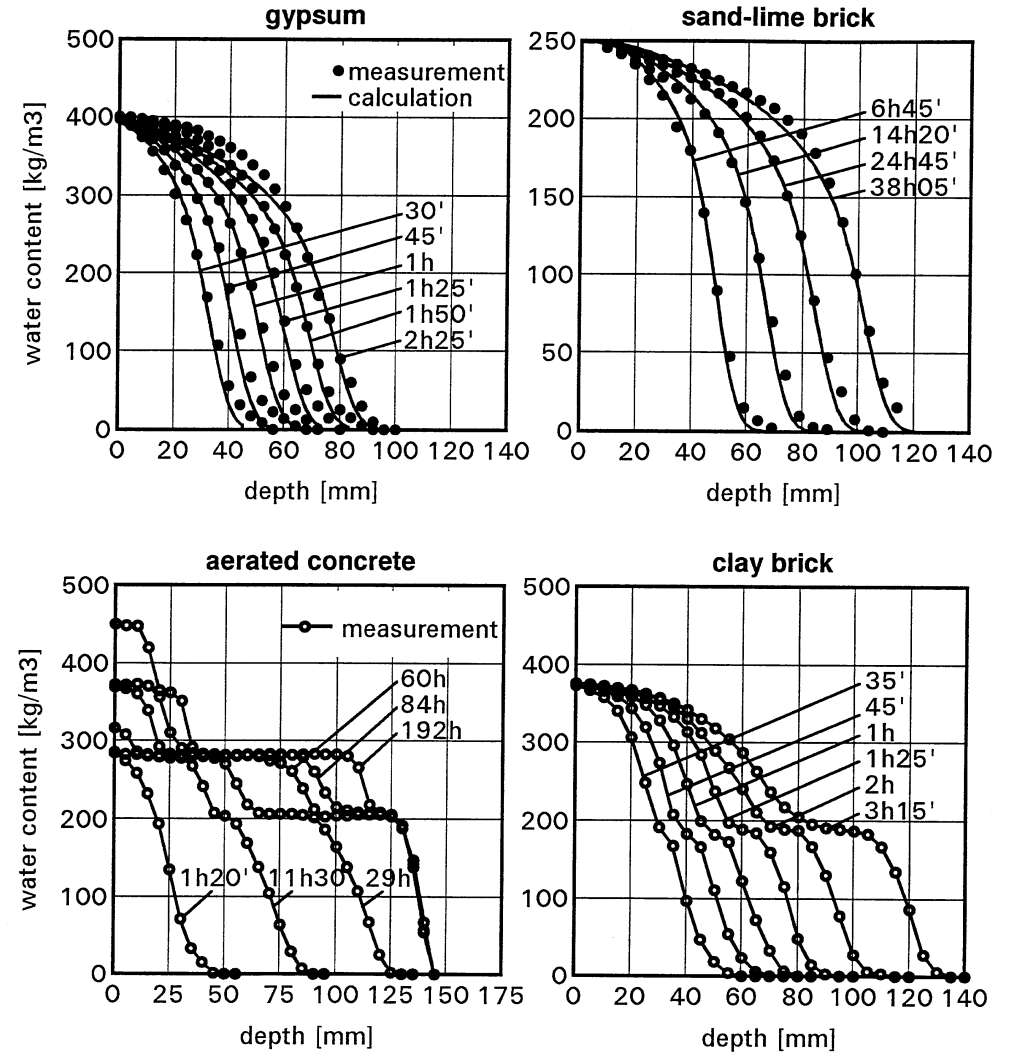 gypsum
500
400
300
200
100
0
water content [kg/m3]
measurement
calculation
30'
45'
1h
1h25'
1h50'
2h25'
0 20 40 60 80 100 120 140
depth [mm]
sand-lime brick
250
200
150
100
50
0
6h45'
14h20'
24h45'
38h05'
0 20 40 60 80 100 120 140
depth [mm]
aerated concrete
500
400
300
200
100
0
water content [kg/m3]
measurement
60h
84h
192h
1h20' 11h30' 29h
0 25 50 75 100 125 150 175
depth [mm]
clay brick
500
400
300
200
100
0
35'
45'
1h
1h25'
2h
3h15'
0 20 40 60 80 100 120 140
depth [mm]